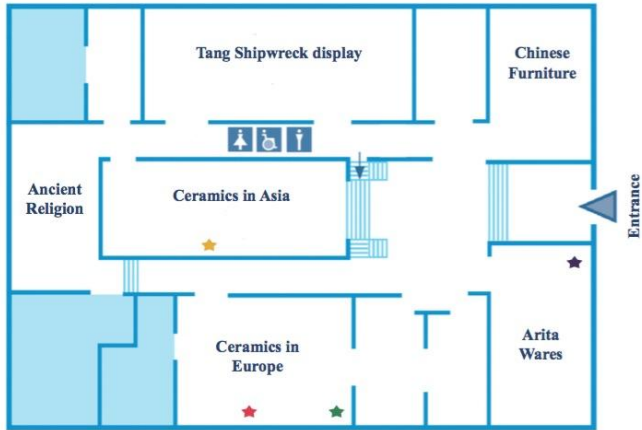 Tang Shipwreck display
Chinese
Furniture
Ancient
Religion
Ceramics in Asia
Entrance
Ceramics in
Europe
Arita
Wares